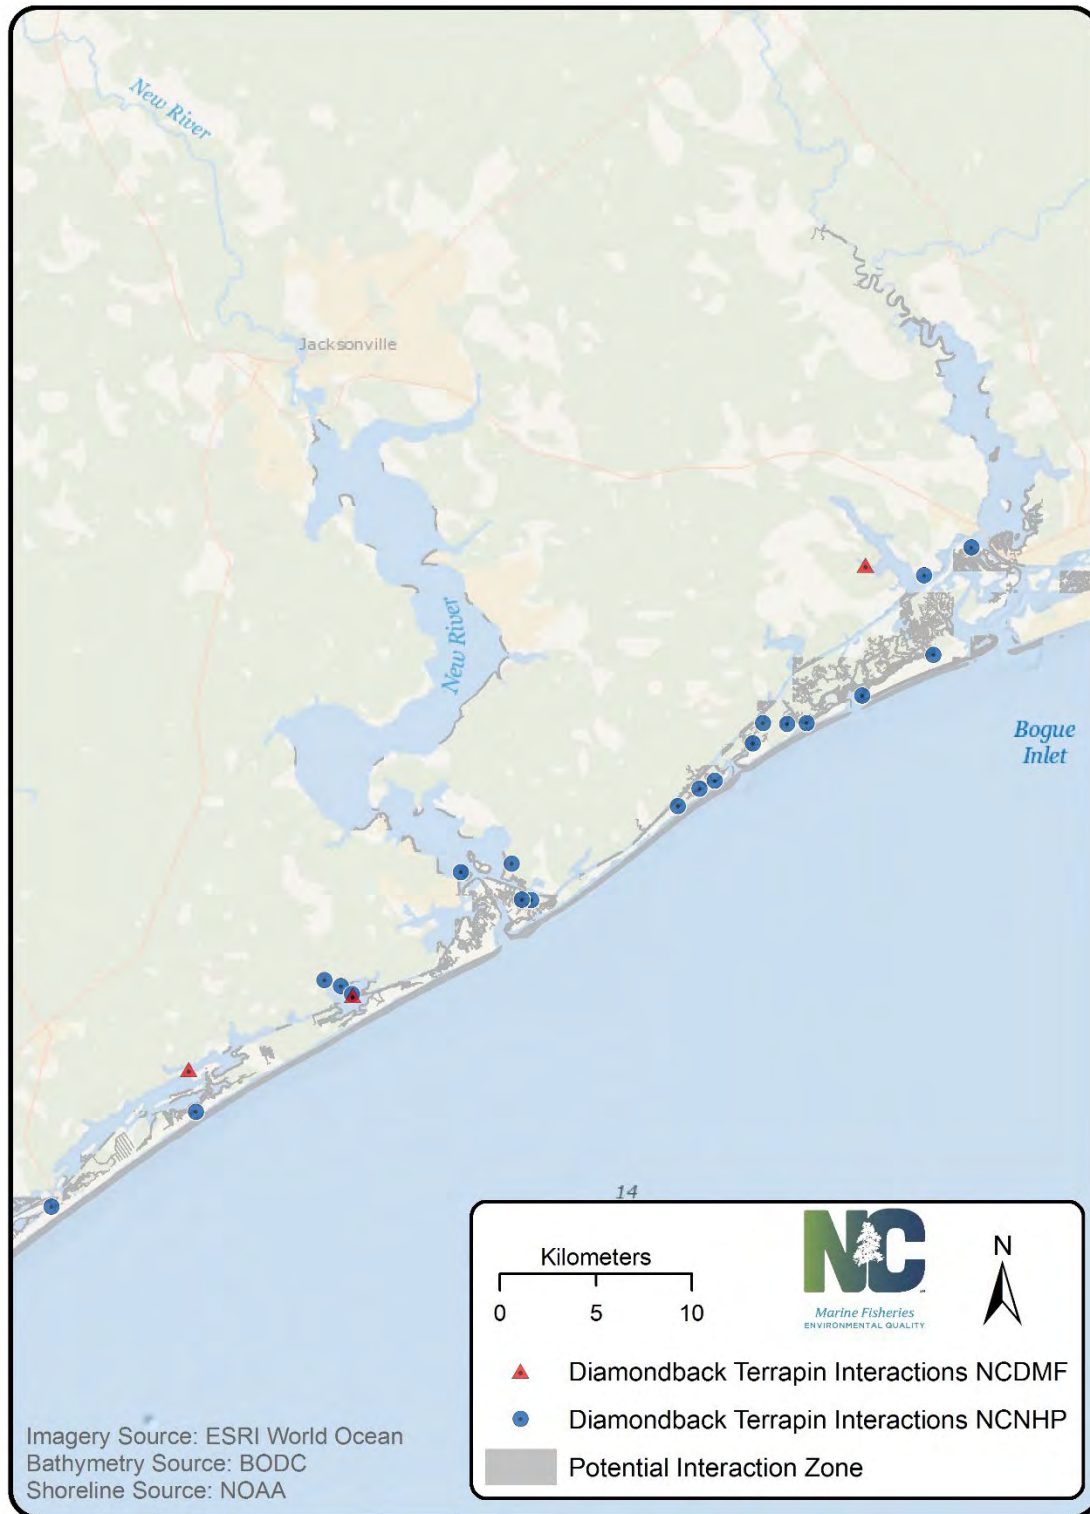 New River
Jacksonville
New River
Bogue
Inlet
14
Kilometers
0 5 10
NC
Marine Fisheries
ENVIRONMENTAL QUALITY
N
Diamondback Terrapin Interactions NCDMF
Diamondback Terrapin Interactions NCNHP
Potential Interaction Zone
Imagery Source: ESRI World Ocean
Bathymetry Source: BODC
Shoreline Source: NOAA